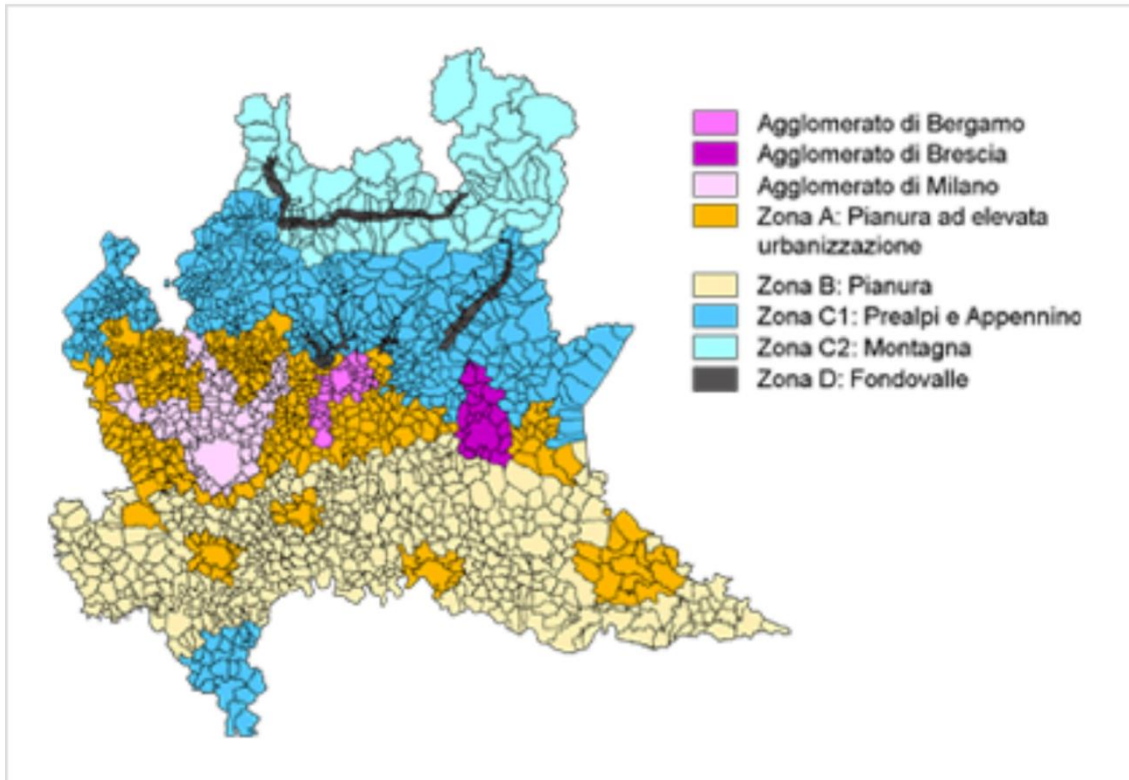 Agglomerato di Bergamo
Agglomerato di Brescia
Agglomerato di Milano
Zona A: Pianura ad elevata
urbanizzazione
Zona B: Pianura
Zona C1: Prealpi e Appennino
Zona C2: Montagna
Zona D: Fondovalle